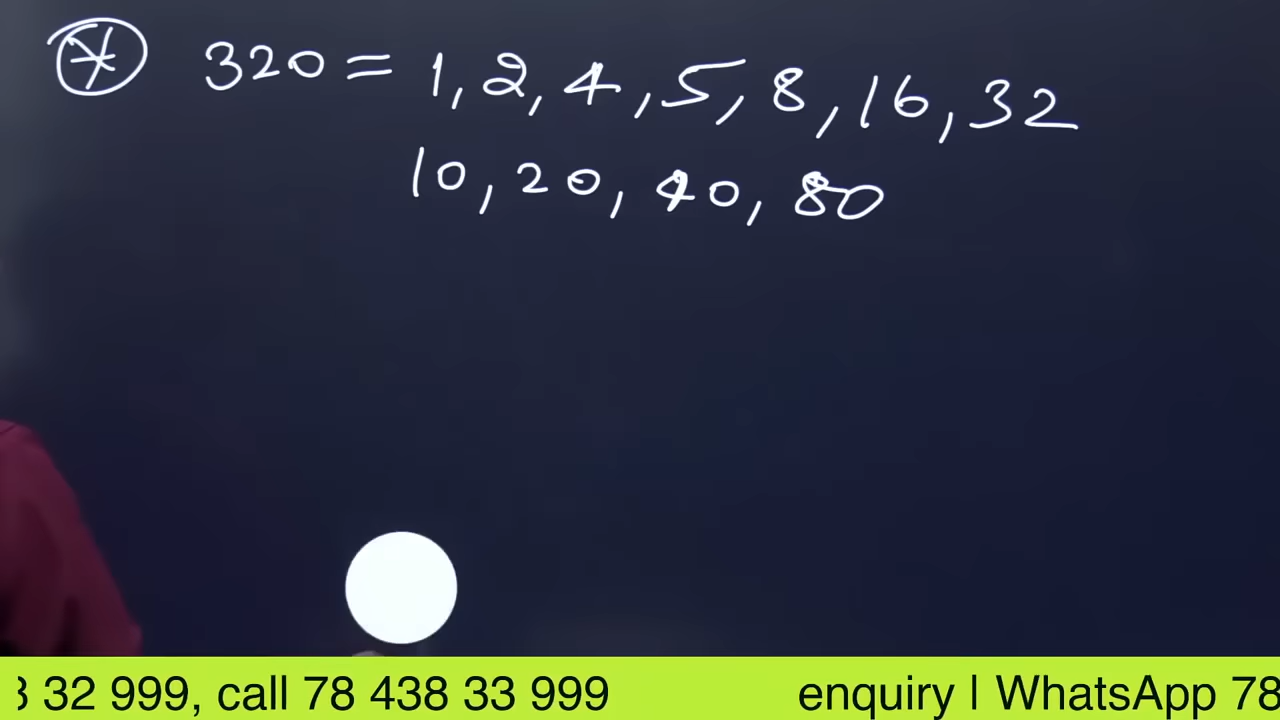 * 320 = 1, 2, 4, 5, 8, 16, 32
10, 20, 40, 80
3 32 999, call 78 438 33 999 enquiry | WhatsApp 78